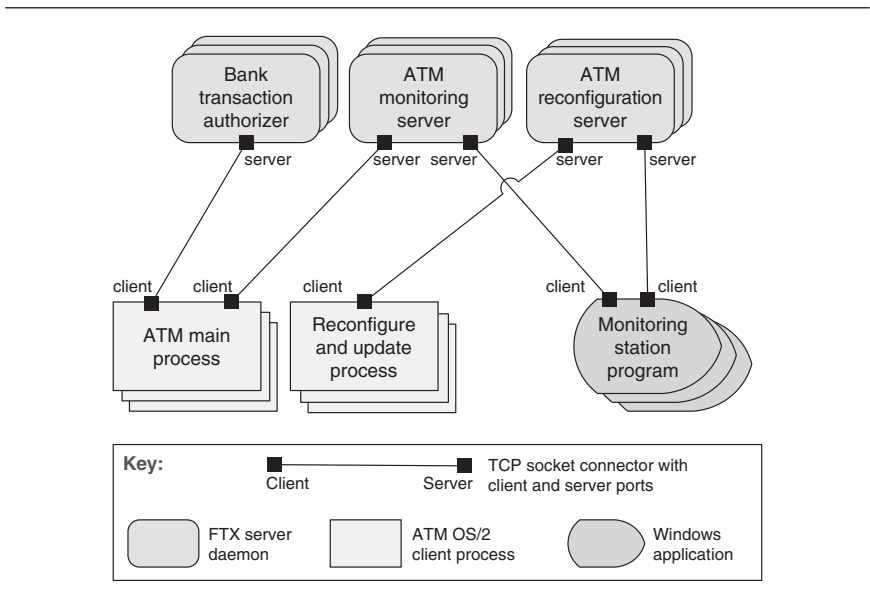 Bank
transaction
authorizer
ATM
monitoring
server
ATM
reconfiguration
server
server
server
server
server
server
client
client
client
client
client
ATM main
process
Reconfigure
and update
process
Monitoring
station
program
Key:
Client
Server
TCP socket connector with
client and server ports
FTX server
daemon
ATM OS/2
client process
Windows
application